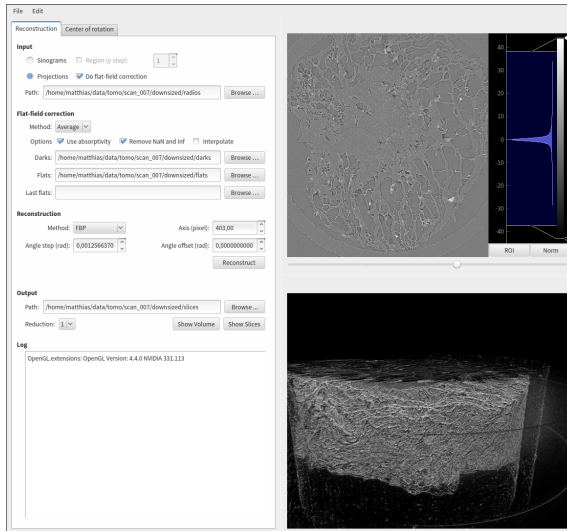 File Edit
Reconstruction Center of rotation
Input
Sinograms Region (y-step): 1
Projections Do flat-field correction
Path: /home/matthias/data/tomo/scan_007/downsized/radios Browse ...
Flat-field correction
Method: Average
Options Use absorptivity Remove NaN and Inf Interpolate
Darks: /home/matthias/data/tomo/scan_007/downsized/darks Browse ...
Flats: /home/matthias/data/tomo/scan_007/downsized/flats Browse ...
Last flats: Browse ...
Reconstruction
Method: FBP Axis (pixel): 403,00
Angle step (rad): 0,0012566370 Angle offset (rad): 0,0000000000
Reconstruct
Output
Path: /home/matthias/data/tomo/scan_007/downsized/slices Browse ...
Reduction: 1 Show Volume Show Slices
Log
OpenGL.extensions: OpenGL Version: 4.4.0 NVIDIA 331.113
40
30
20
10
0
-10
-20
-30
-40
ROI Norm